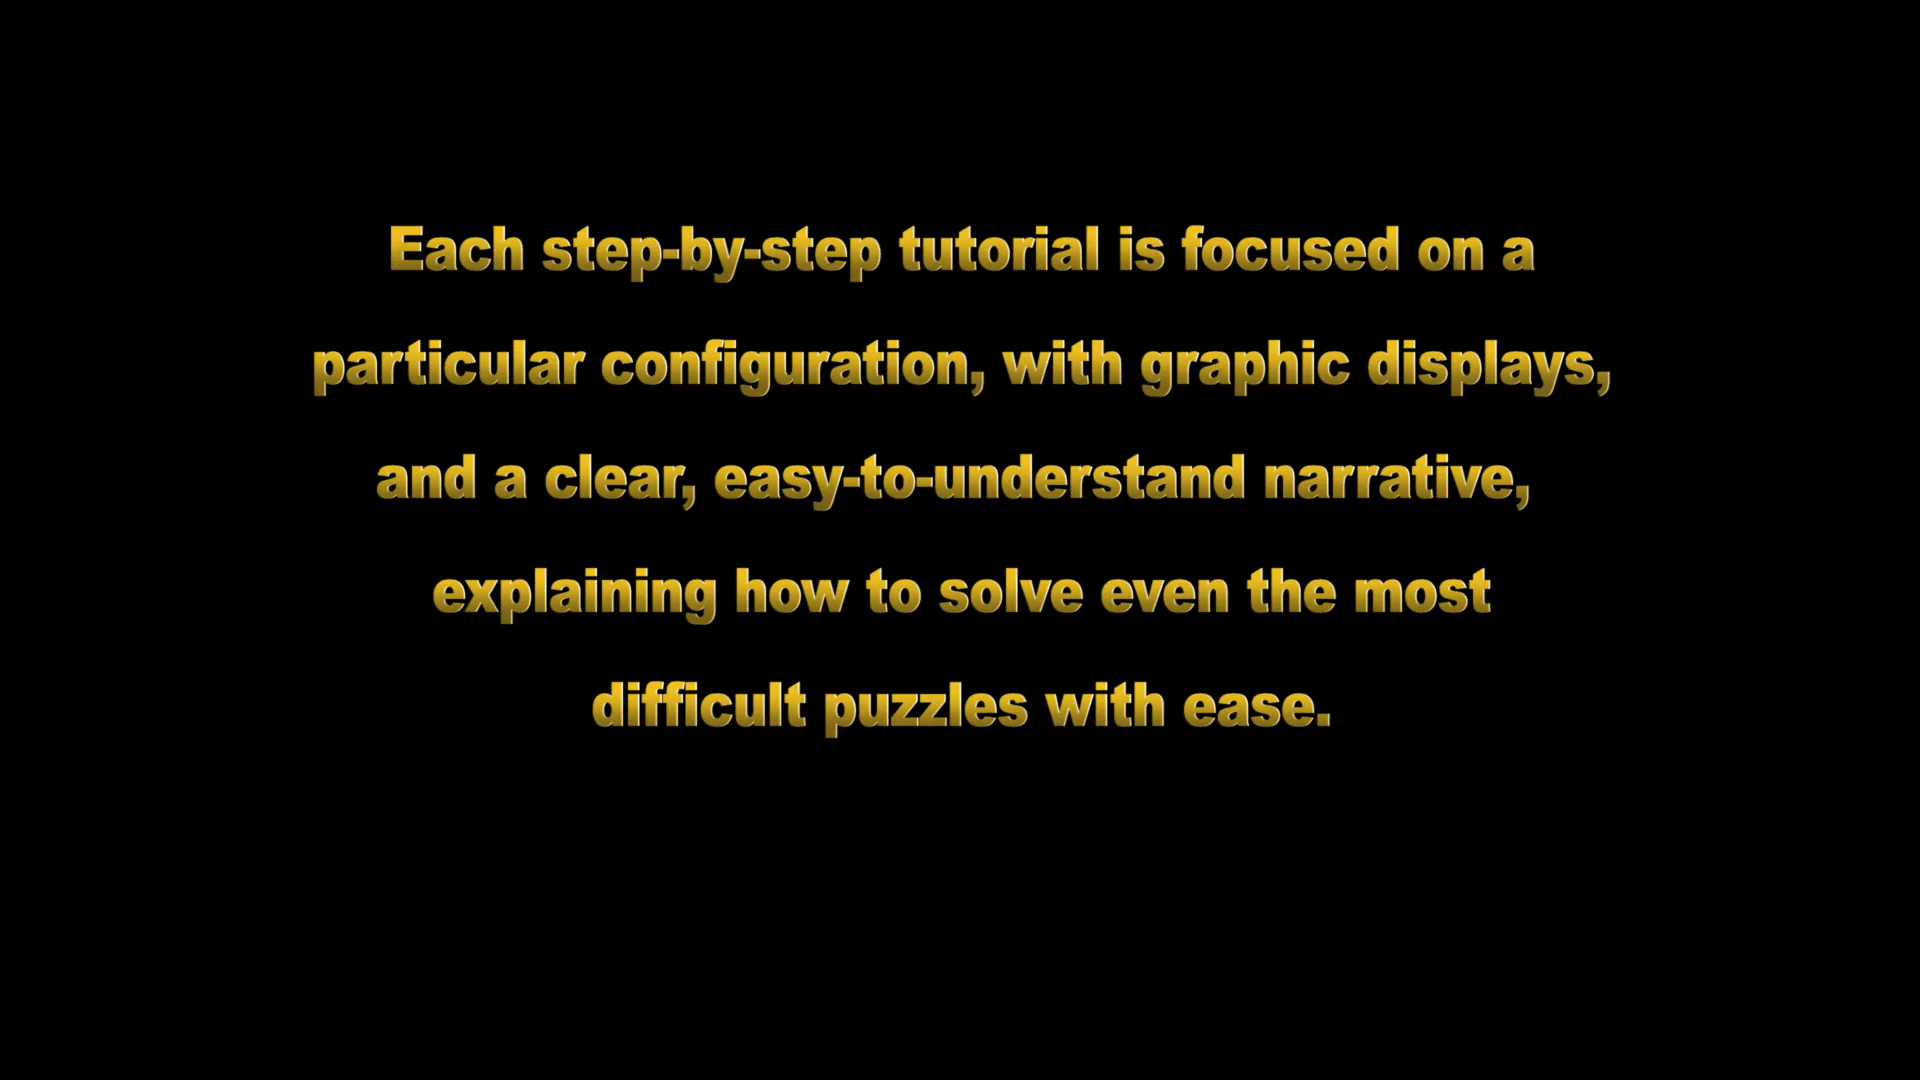 Each step-by-step tutorial is focused on a
particular configuration, with graphic displays,
and a clear, easy-to-understand narrative,
explaining how to solve even the most
difficult puzzles with ease.